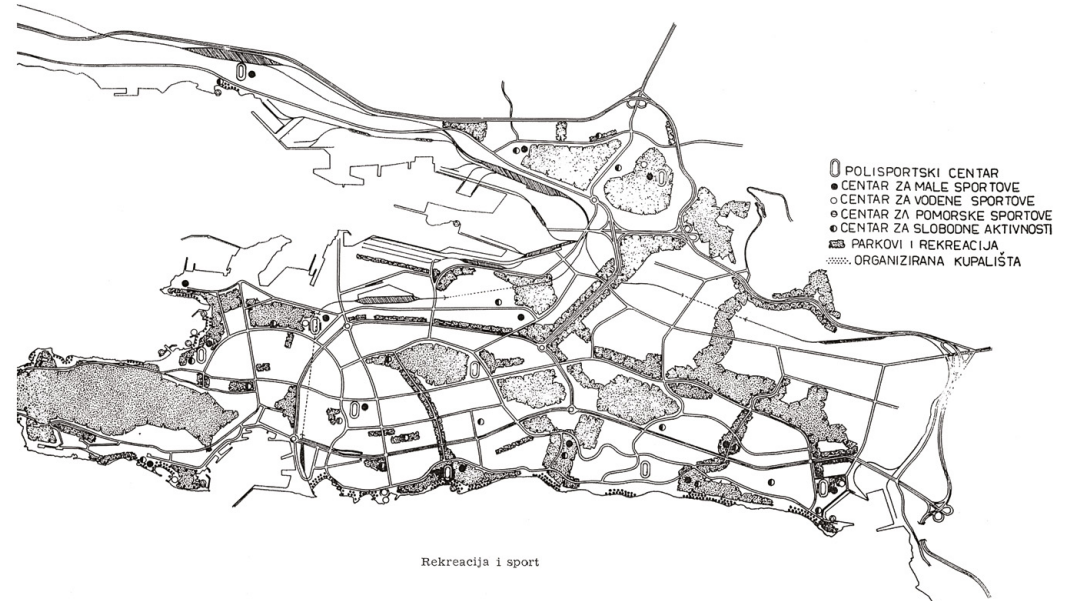 POLISPORTSKI CENTAR
CENTAR ZA MALE SPORTOVE
CENTAR ZA VODENE SPORTOVE
CENTAR ZA POMORSKE SPORTOVE
CENTAR ZA SLOBODNE AKTIVNOSTI
PARKOVI I REKREACIJA
ORGANIZIRANA KUPALIŠTA
Rekreacija i sport